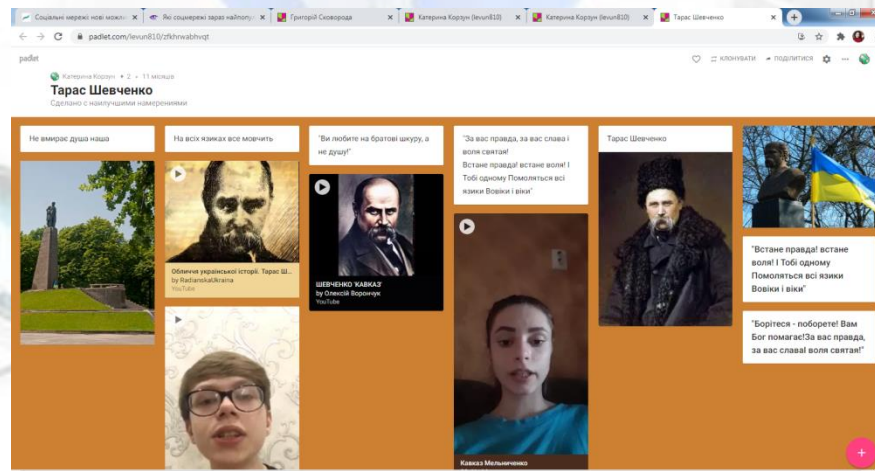 Соціальні мережі нові можли
Які соцмережі зараз найпопу
Григорій Сковорода
Катерина Корзун (levun810)
Катерина Корзун (levun810)
Тарас Шевченко
padlet.com/levun810/zfkhrwabhvqt
padlet
КЛОНУВАТИ
ПОДІЛИТИСЯ
Катерина Корзун • 2 • 11 місяців
Тарас Шевченко
Сделано с наилучшими намерениями
Не вмирає душа наша
На всіх язиках все мовчить
Обличчя української історії. Тарас Ш...
by RadianskaUkraina
YouTube
"Ви любите на братові шкуру, а
не душу!"
ШЕВЧЕНКО 'КАВКАЗ'
by Олексій Ворончук
YouTube
"За вас правда, за вас слава і
воля святая!
Встане правда! встане воля! І
Тобі одному Помоляться всі
язики Вовіки і віки"
Кавказ Мельниченко
Тарас Шевченко
"Встане правда! встане
воля! І Тобі одному
Помоляться всі язики
Вовіки і віки"
"Борітеся - поборете! Вам
Бог помагає!За вас правда,
за вас слава! воля святая!"